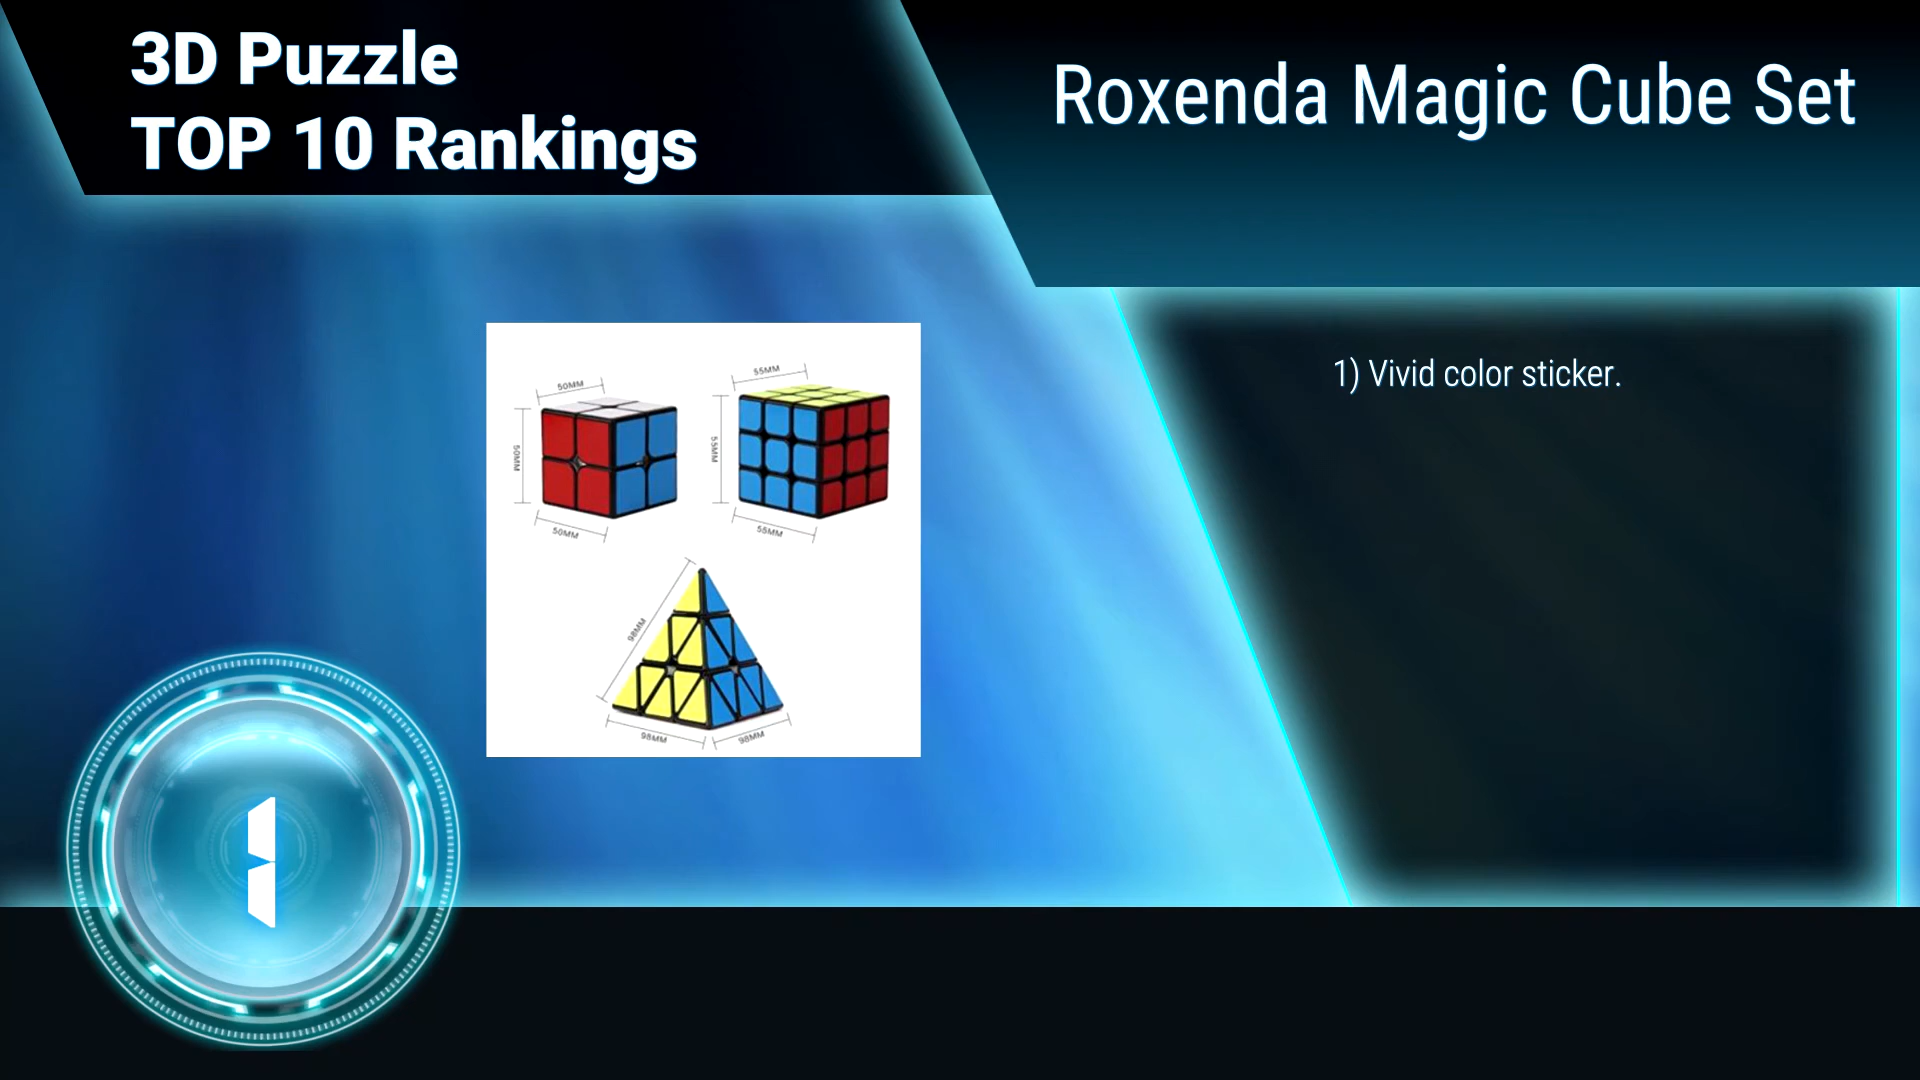 3D Puzzle
TOP 10 Rankings
Roxenda Magic Cube Set
1) Vivid color sticker.
50MM
50MM
50MM
55MM
55MM
55MM
98MM
98MM
98MM
1